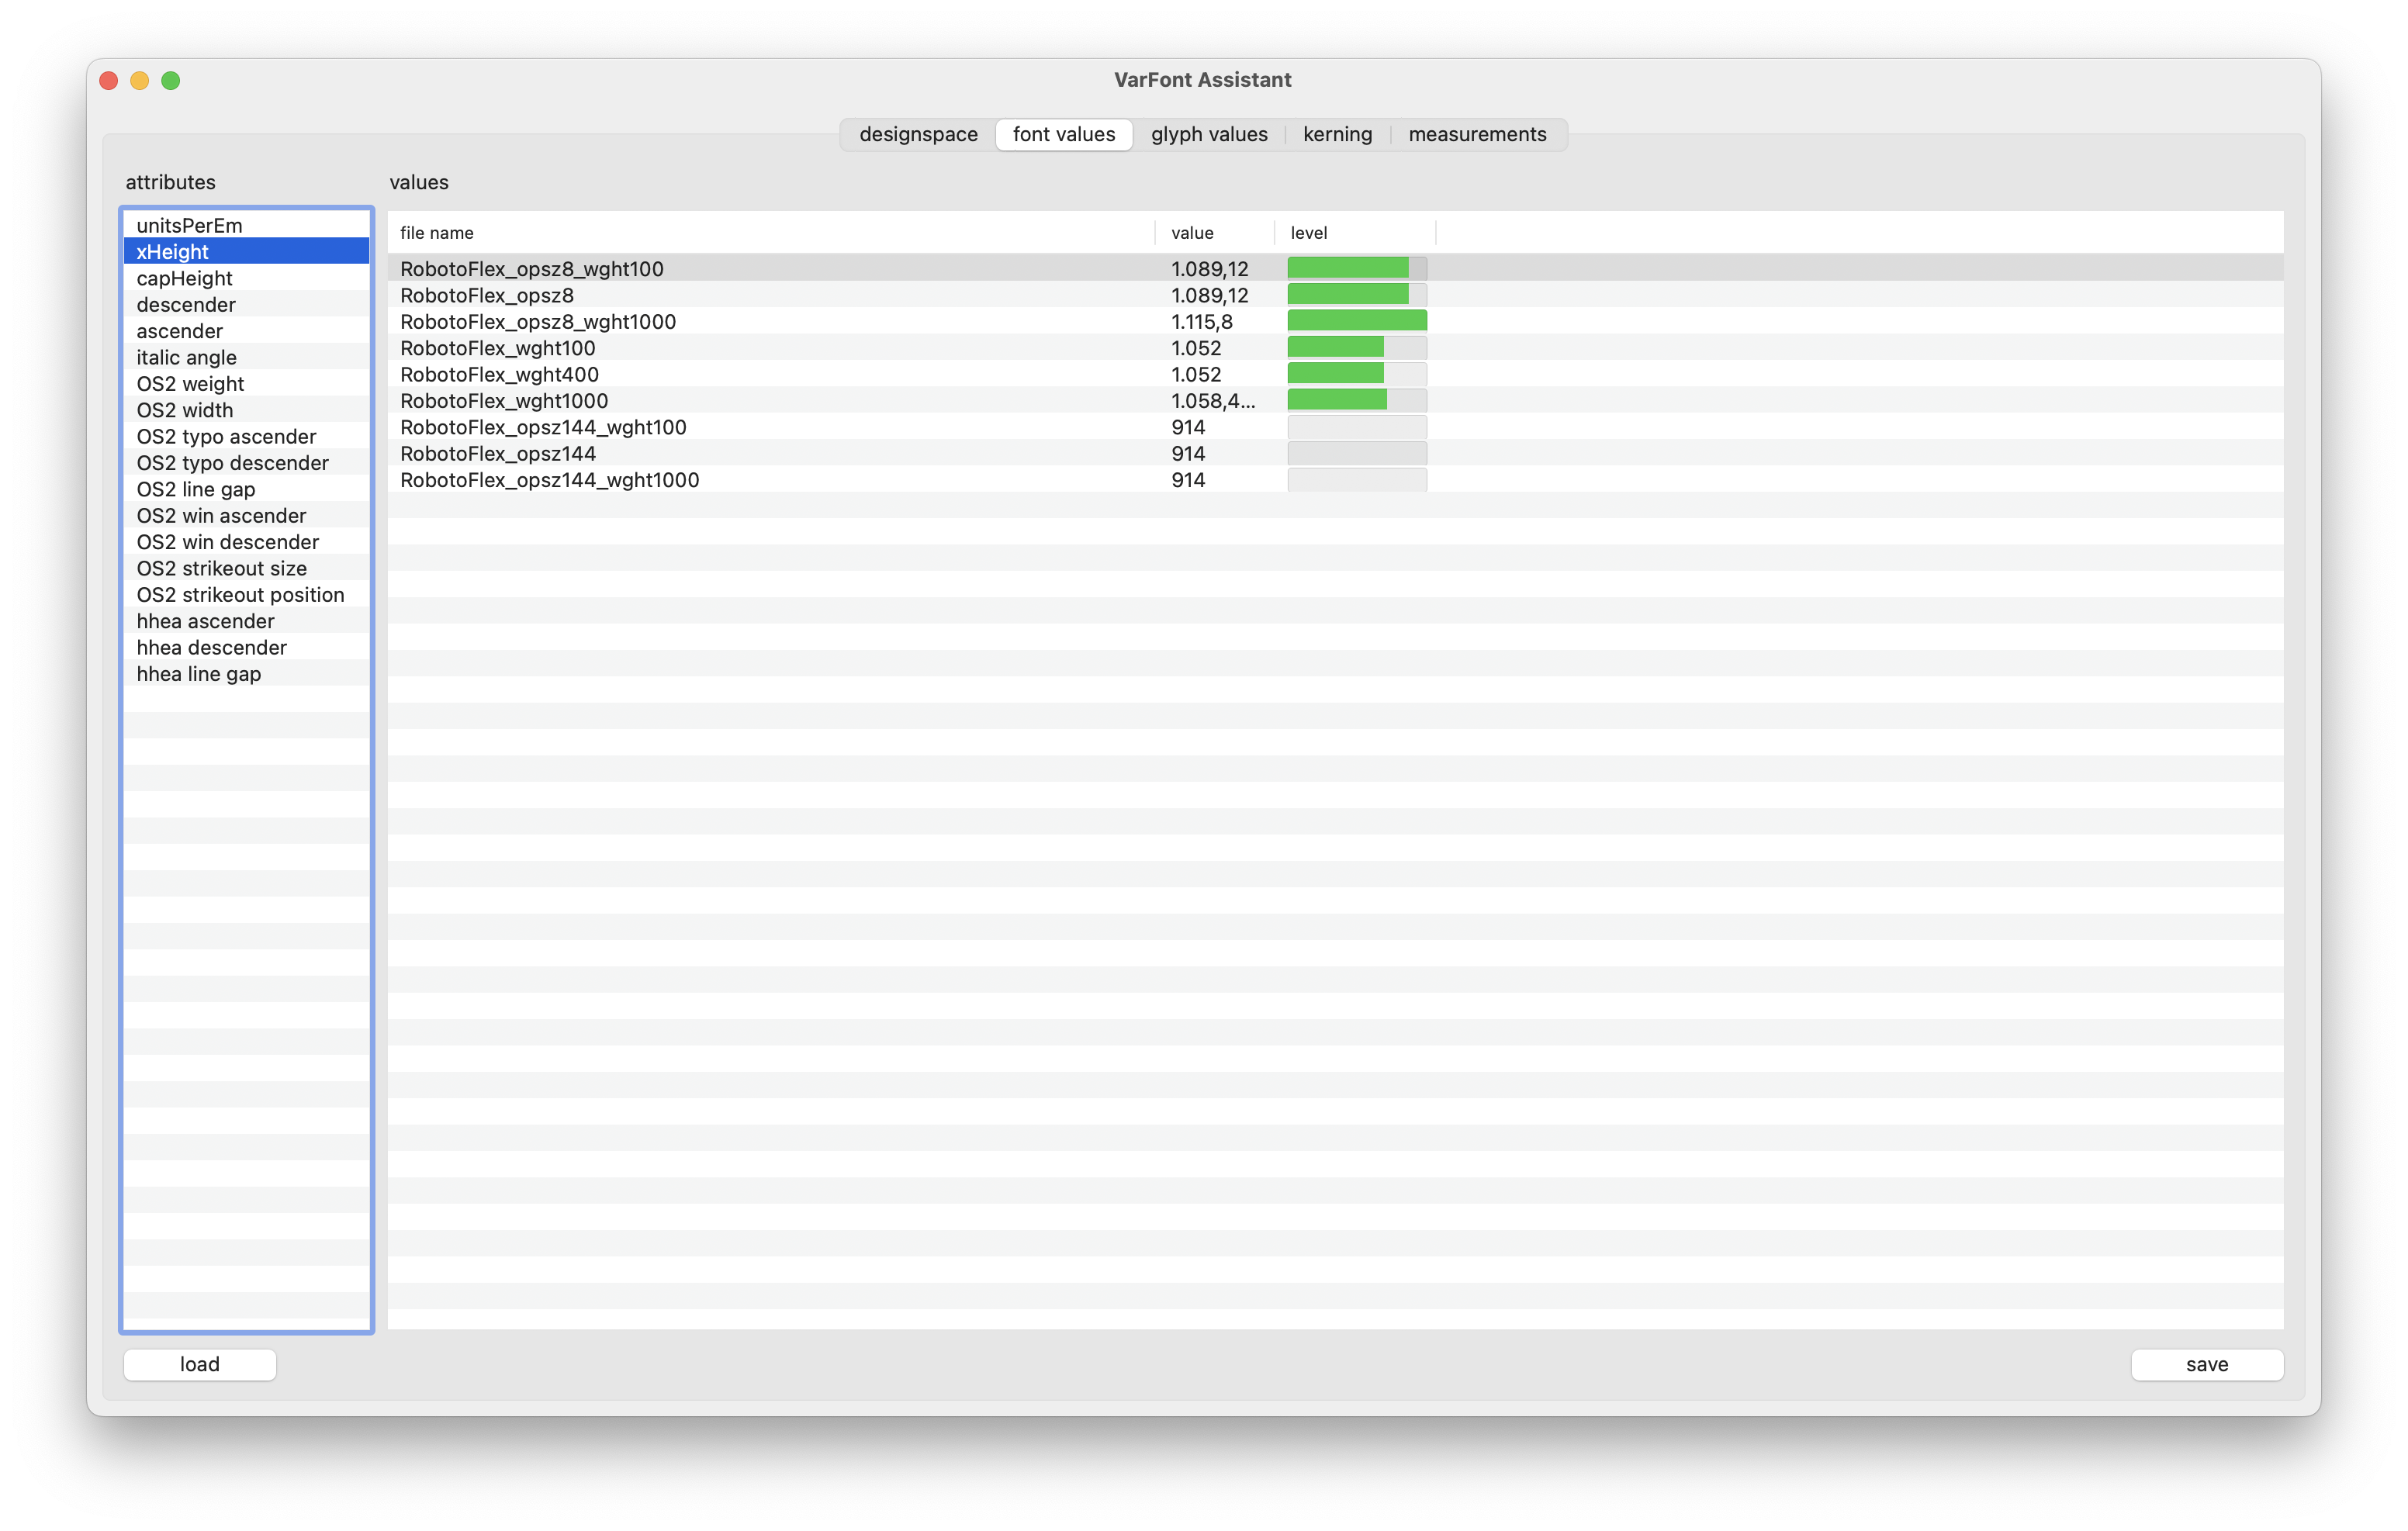 VarFont Assistant
designspace font values glyph values kerning measurements
attributes
unitsPerEm
xHeight
capHeight
descender
ascender
italic angle
OS2 weight
OS2 width
OS2 typo ascender
OS2 typo descender
OS2 line gap
OS2 win ascender
OS2 win descender
OS2 strikeout size
OS2 strikeout position
hhea ascender
hhea descender
hhea line gap
values
file name value level
RobotoFlex_opsz8_wght100 1.089,12
RobotoFlex_opsz8 1.089,12
RobotoFlex_opsz8_wght1000 1.115,8
RobotoFlex_wght100 1.052
RobotoFlex_wght400 1.052
RobotoFlex_wght1000 1.058,4...
RobotoFlex_opsz144_wght100 914
RobotoFlex_opsz144 914
RobotoFlex_opsz144_wght1000 914
load save